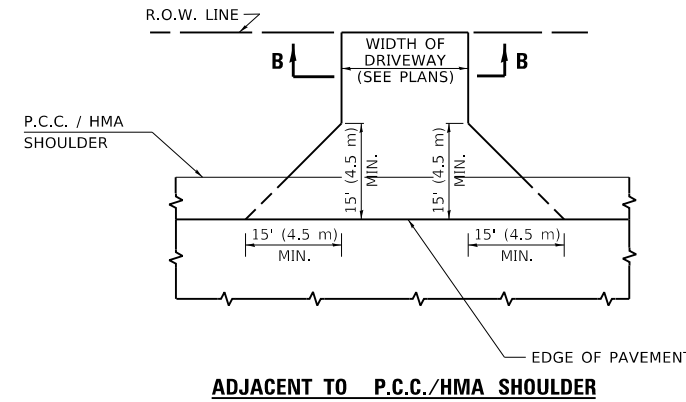 R.O.W. LINE
WIDTH OF
DRIVEWAY
(SEE PLANS)
B
B
P.C.C. / HMA
SHOULDER
15' (4.5 m)
MIN.
15' (4.5 m)
MIN.
15' (4.5 m)
MIN.
15' (4.5 m)
MIN.
EDGE OF PAVEMENT
ADJACENT TO P.C.C./HMA SHOULDER